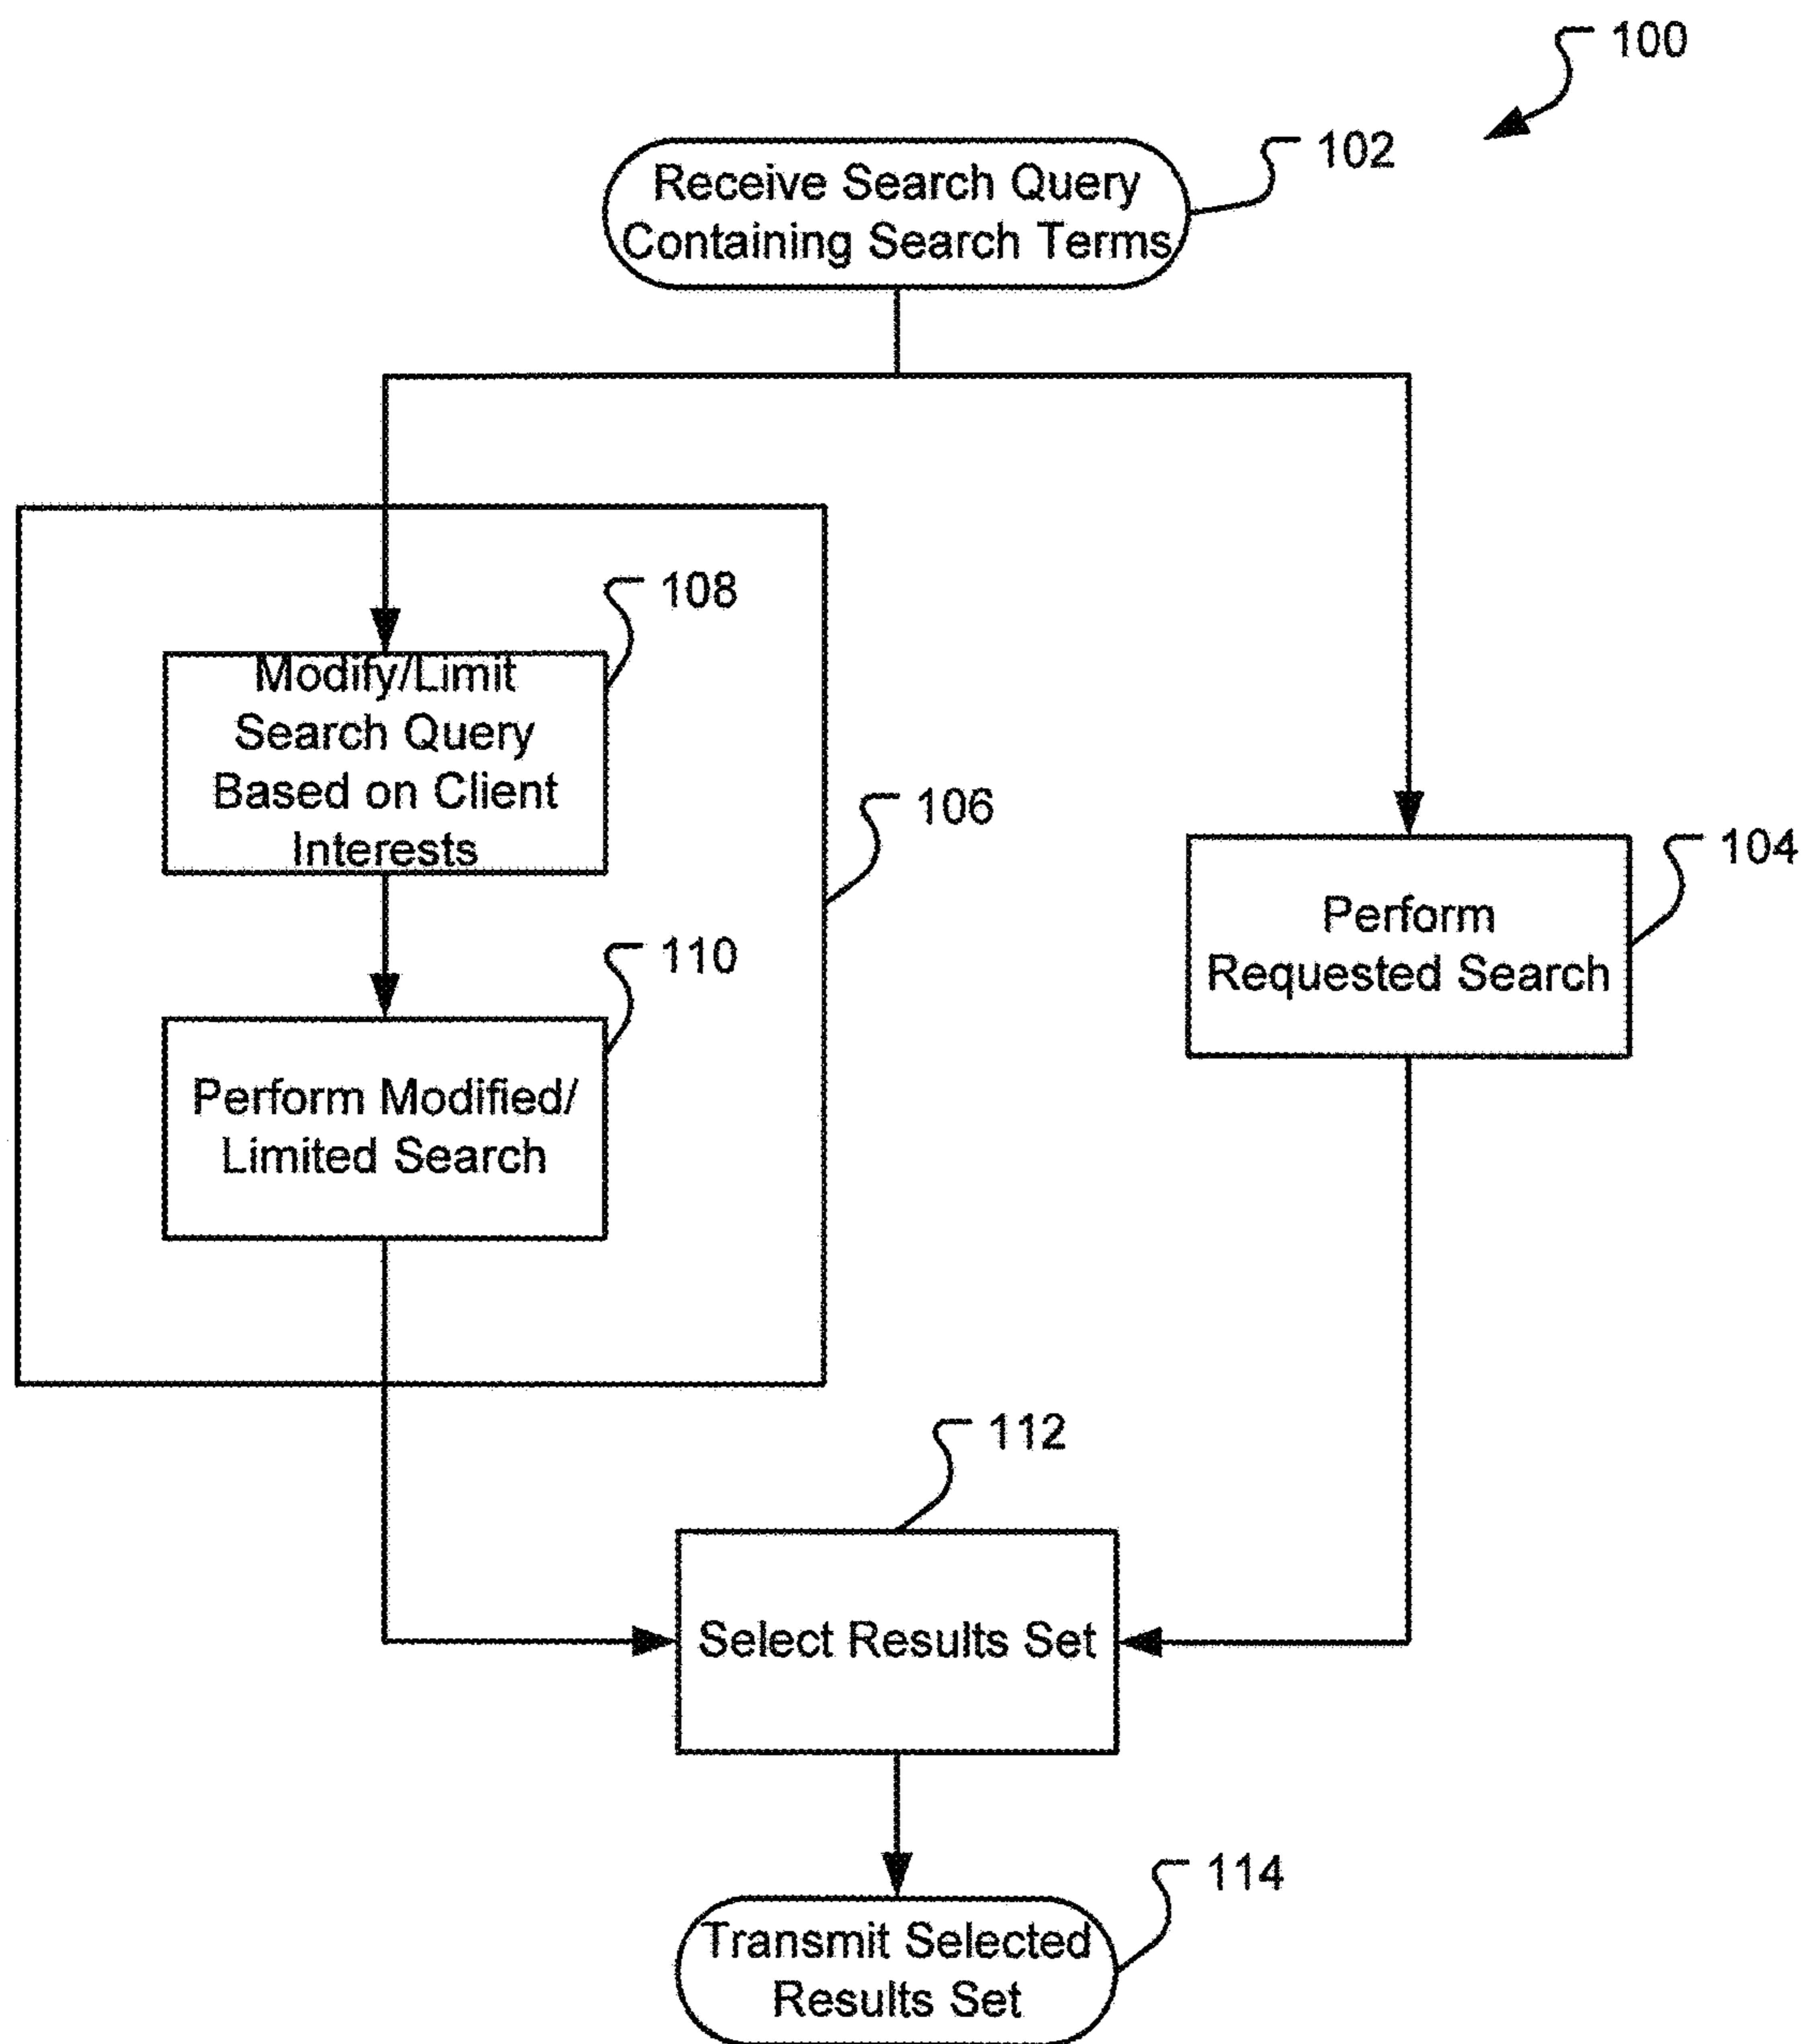 100
102
Receive Search Query
Containing Search Terms
108
Modify/Limit
Search Query
Based on Client
Interests
106
104
Perform
Requested Search
110
Perform Modified/
Limited Search
112
Select Results Set
114
Transmit Selected
Results Set